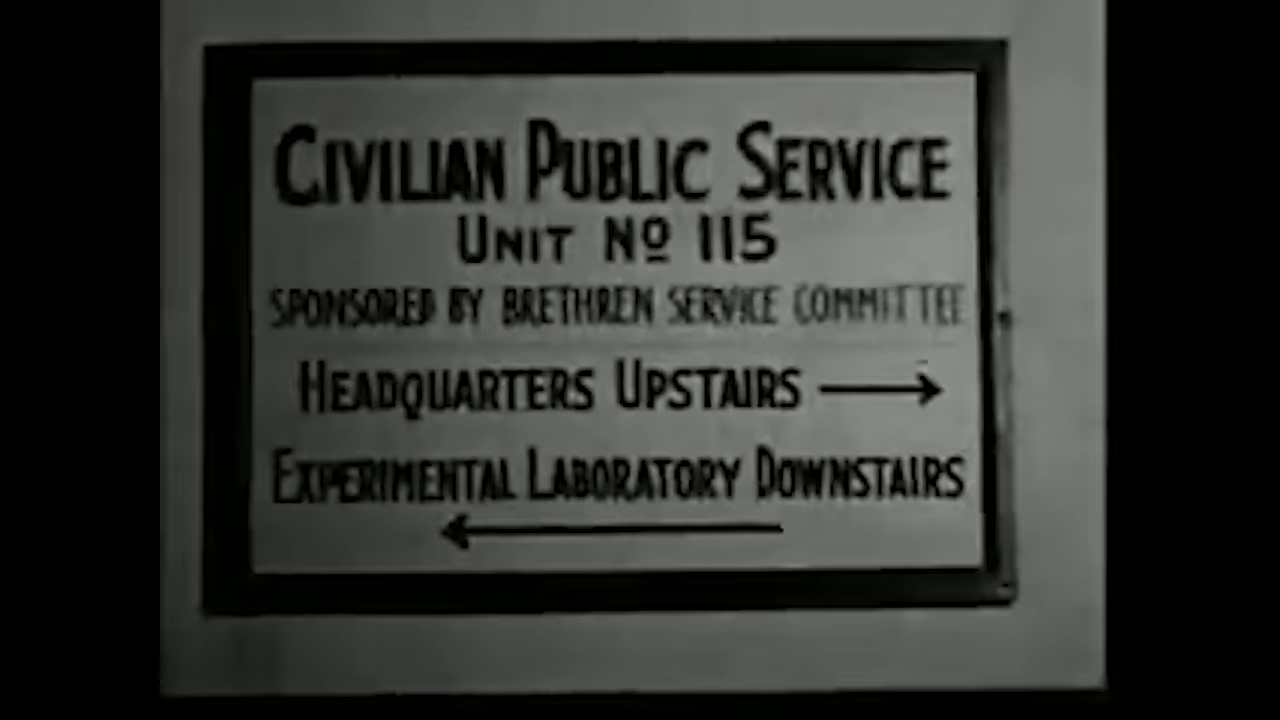 CIVILIAN PUBLIC SERVICE
UNIT Nº 115
SPONSORED BY BRETHREN SERVICE COMMITTEE
HEADQUARTERS UPSTAIRS →
EXPERIMENTAL LABORATORY DOWNSTAIRS
←